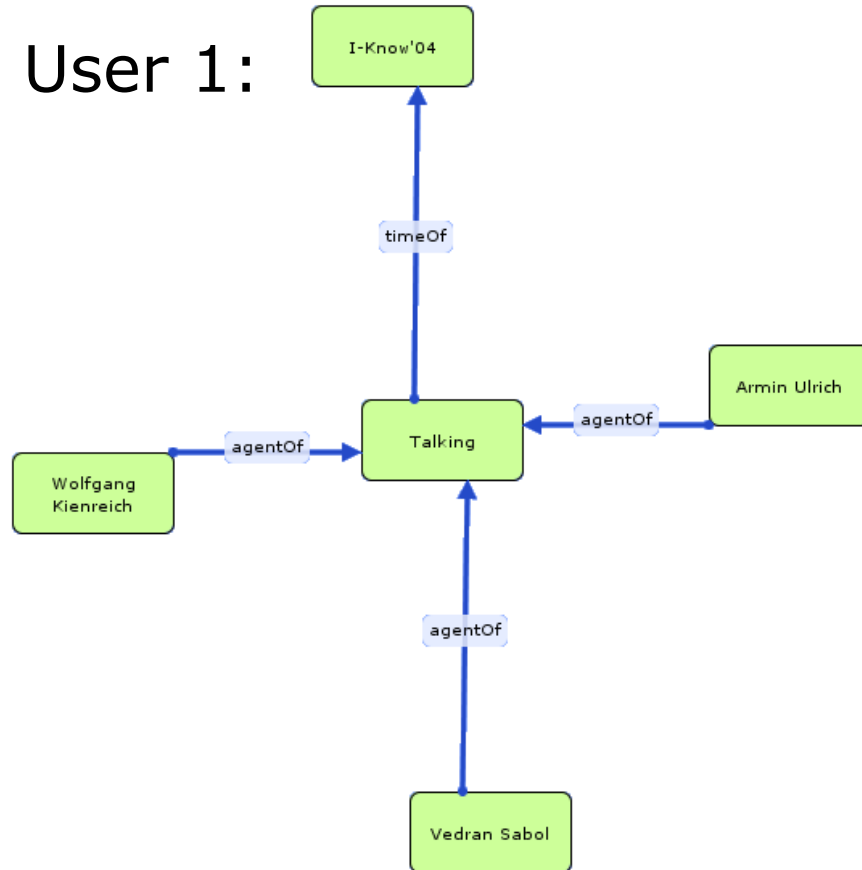 I-Know'04
User 1:
timeOf
Armin Ulrich
agentOf
Talking
agentOf
Wolfgang
Kienreich
agentOf
Vedran Sabol